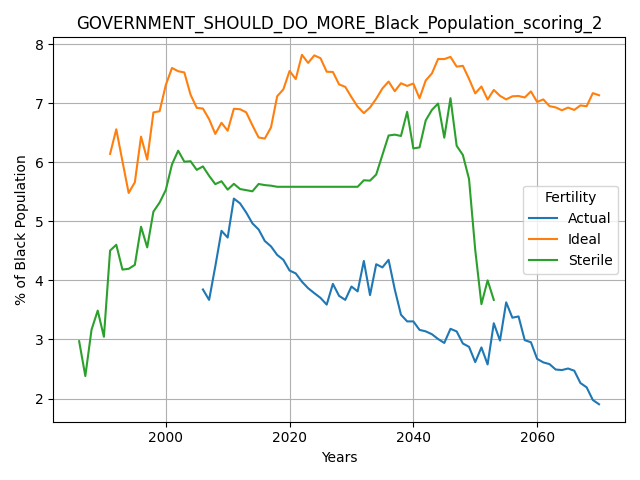 GOVERNMENT_SHOULD_DO_MORE_Black_Population_scoring_2
8
7
6
5
4
3
2
% of Black Population
Fertility
Actual
Ideal
Sterile
2000 2020 2040 2060
Years